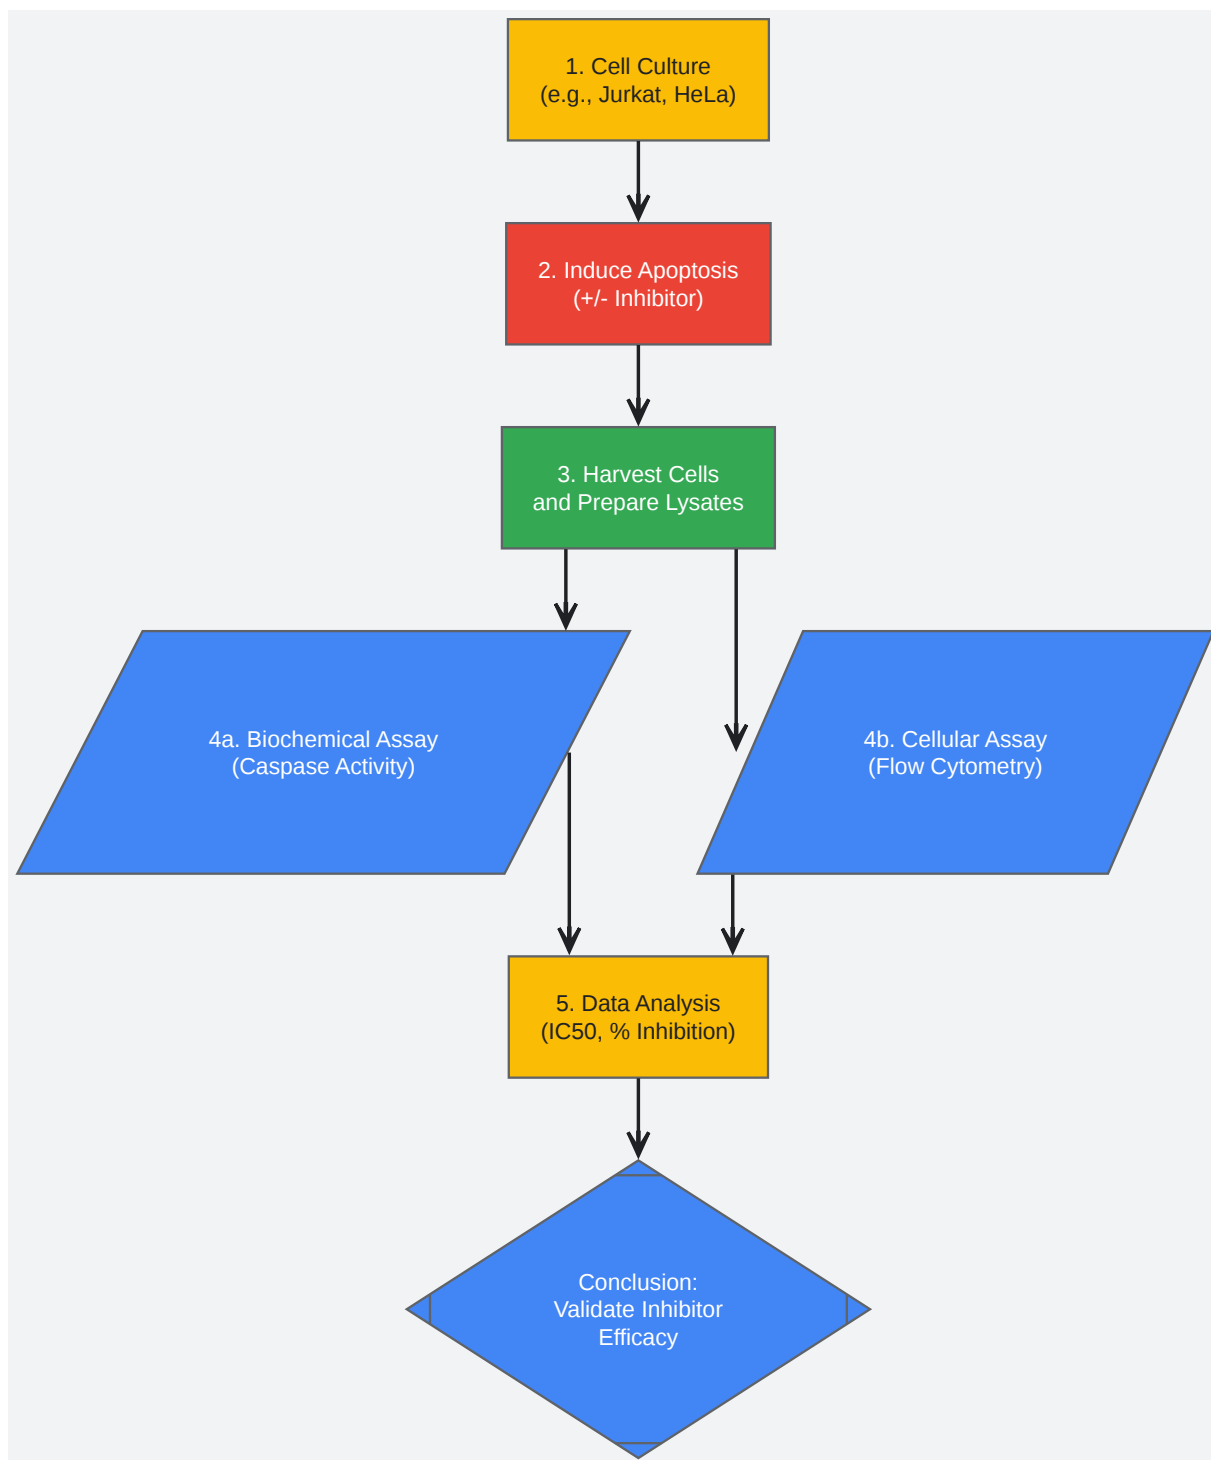 1. Cell Culture
(e.g., Jurkat, HeLa)
2. Induce Apoptosis
(+/- Inhibitor)
3. Harvest Cells
and Prepare Lysates
4a. Biochemical Assay
(Caspase Activity)
4b. Cellular Assay
(Flow Cytometry)
5. Data Analysis
(IC50, % Inhibition)
Conclusion:
Validate Inhibitor
Efficacy